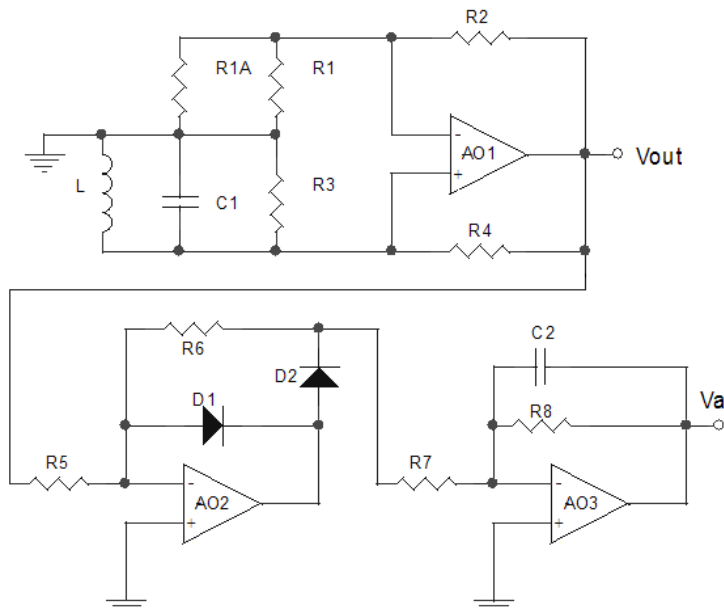 R2
R1A
R1
-
AO1
+
Vout
L
C1
R3
R4
R6
C2
D2
D1
R8
Va
R5
-
AO2
+
R7
-
AO3
+